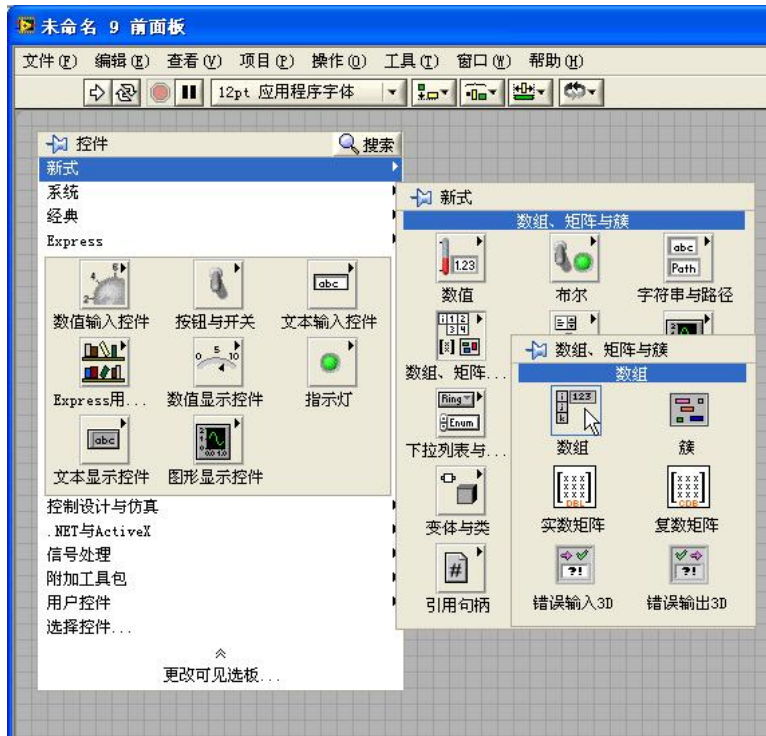 未命名 9 前面板
文件(F) 编辑(E) 查看(V) 项目(P) 操作(O) 工具(T) 窗口(W) 帮助(H)
12pt 应用程序字体
控件 搜索
新式
系统
经典
Express
数值输入控件 按钮与开关 文本输入控件
Express用... 数值显示控件 指示灯
文本显示控件 图形显示控件
控制设计与仿真
.NET与ActiveX
信号处理
附加工具包
用户控件
选择控件...
更改可见选板...
新式
数组、矩阵与簇
数值 布尔 字符串与路径
数组、矩阵...
下拉列表与...
变体与类
引用句柄
数组、矩阵与簇
数组
数组 簇
实数矩阵 复数矩阵
错误输入3D 错误输出3D